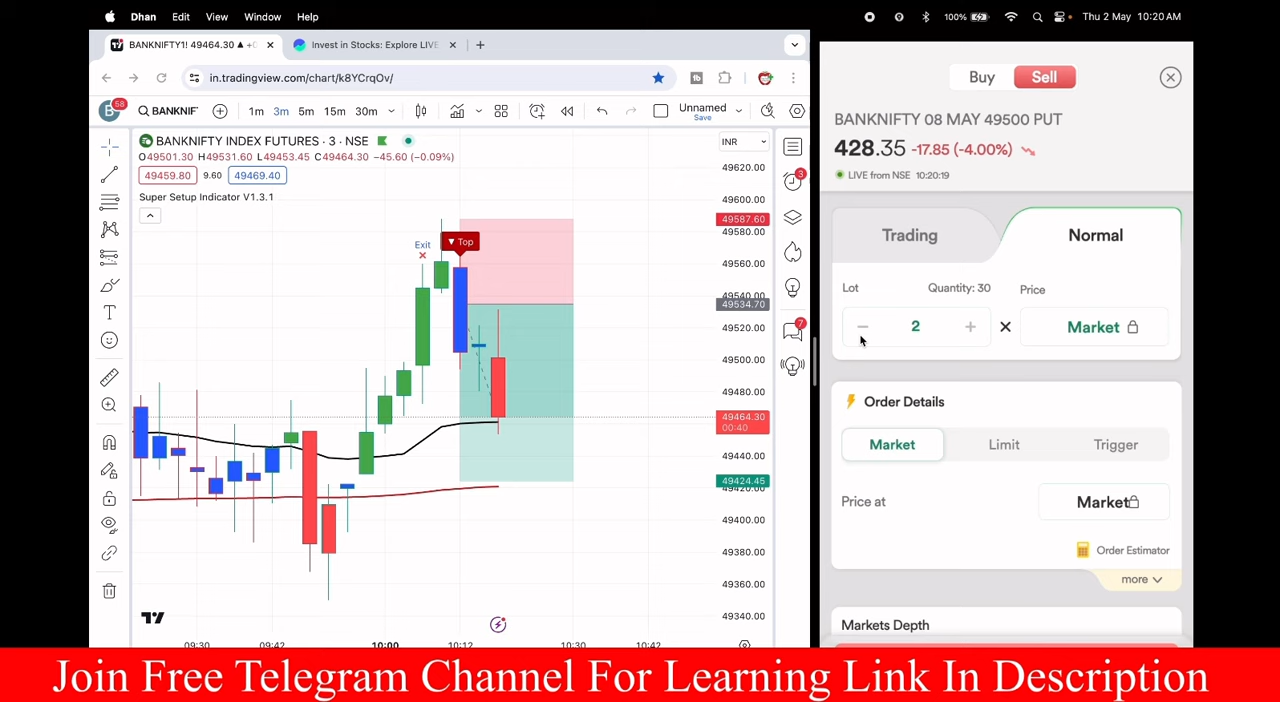 Dhan Edit View Window Help
100% Thu 2 May 10:20 AM
BANKNIFTY1! 49464.30 ▲ +0
Invest in Stocks: Explore LIVE
in.tradingview.com/chart/k8YCrqOv/
B 58 BANKNIF 1m 3m 5m 15m 30m Unnamed
Save
BANKNIFTY INDEX FUTURES · 3 · NSE
O49501.30 H49531.60 L49453.45 C49464.30 -45.60 (-0.09%)
49459.80 9.60 49469.40
Super Setup Indicator V1.3.1
INR
49620.00
49600.00
49587.60
49580.00
49560.00
49540.00
49534.70
49520.00
49500.00
49480.00
49464.30
00:40
49440.00
49424.45
49420.00
49400.00
49380.00
49360.00
49340.00
Exit
▼ Top
3
7
09:30 09:42 10:00 10:12 10:30 10:42
Buy Sell
BANKNIFTY 08 MAY 49500 PUT
428.35 -17.85 (-4.00%)
LIVE from NSE 10:20:19
Trading Normal
Lot Quantity: 30 Price
− 2 + × Market
Order Details
Market Limit Trigger
Price at Market
Order Estimator
more
Markets Depth
Join Free Telegram Channel For Learning Link In Description